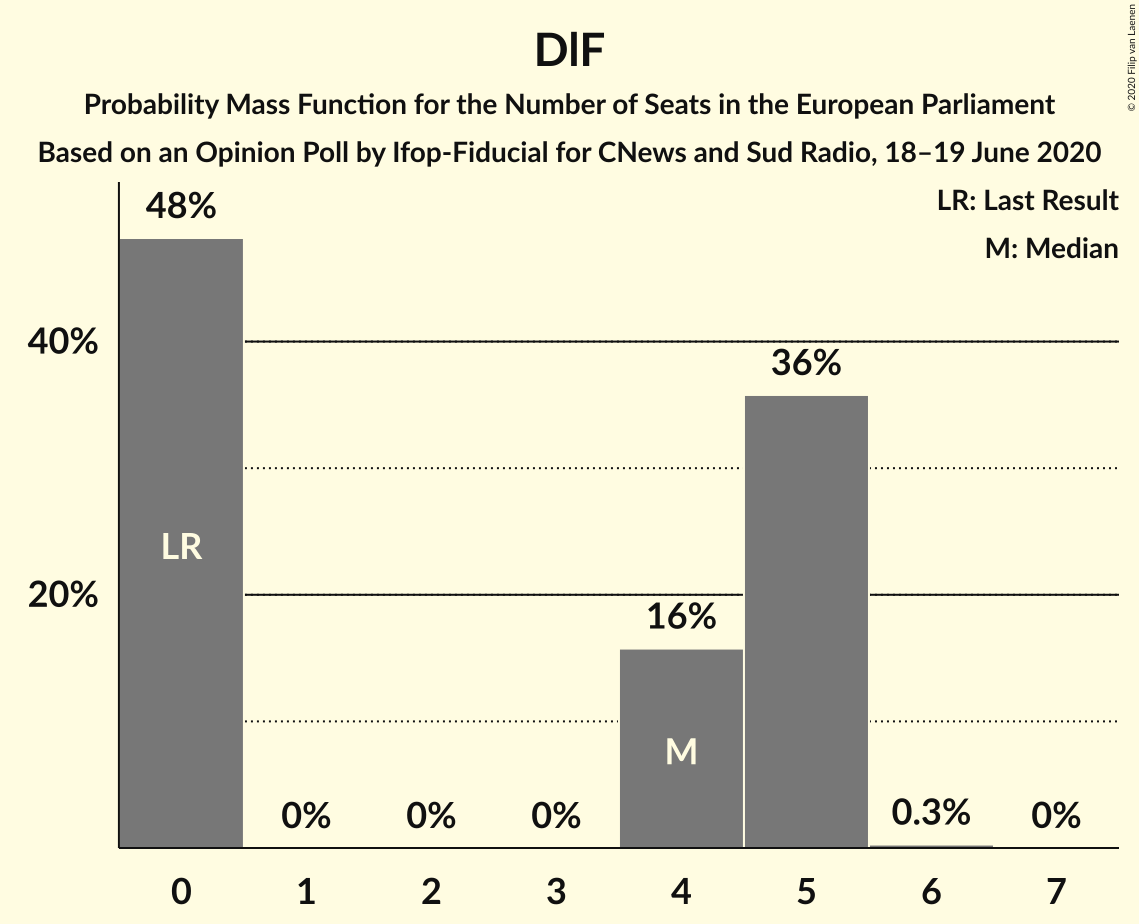 DIF
Probability Mass Function for the Number of Seats in the European Parliament
Based on an Opinion Poll by Ifop-Fiducial for CNews and Sud Radio, 18–19 June 2020
© 2020 Filip van Laenen
LR: Last Result
M: Median
48%
40%
36%
LR
20%
16%
M
0%
0%
0%
0.3%
0%
0
1
2
3
4
5
6
7